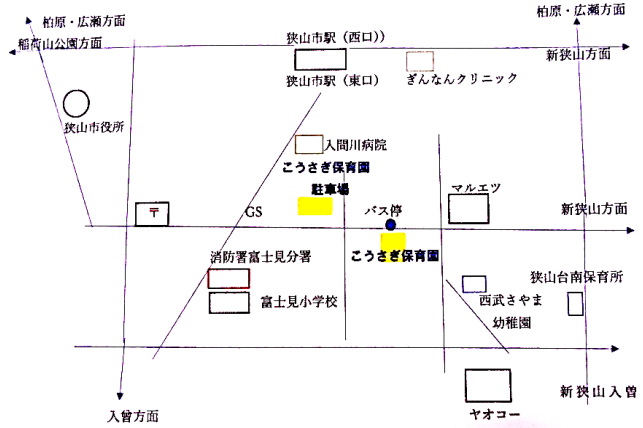 柏原・広瀬方面
柏原・広瀬方面
稲荷山公園方面
狭山市駅（西口））
新狭山方面
狭山市駅（東口）
ぎんなんクリニック
狭山市役所
入間川病院
こうさぎ保育園
駐車場
マルエツ
〒
GS
バス停
新狭山方面
こうさぎ保育園
消防署富士見分署
狭山台南保育所
富士見小学校
西武さやま
幼稚園
新狭山入曽
ヤオコー
入曽方面